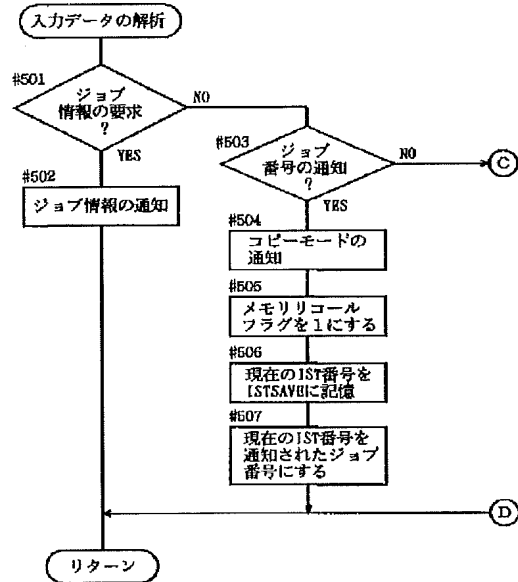 入力データの解析
#501
ジョブ
情報の要求
?
NO
YES
#502
ジョブ情報の通知
#503
ジョブ
番号の通知
?
NO
C
YES
#504
コピーモードの
通知
#505
メモリリコール
フラグを1にする
#506
現在のIST番号を
ISTSAVEに記憶
#507
現在のIST番号を
通知されたジョブ
番号にする
D
リターン